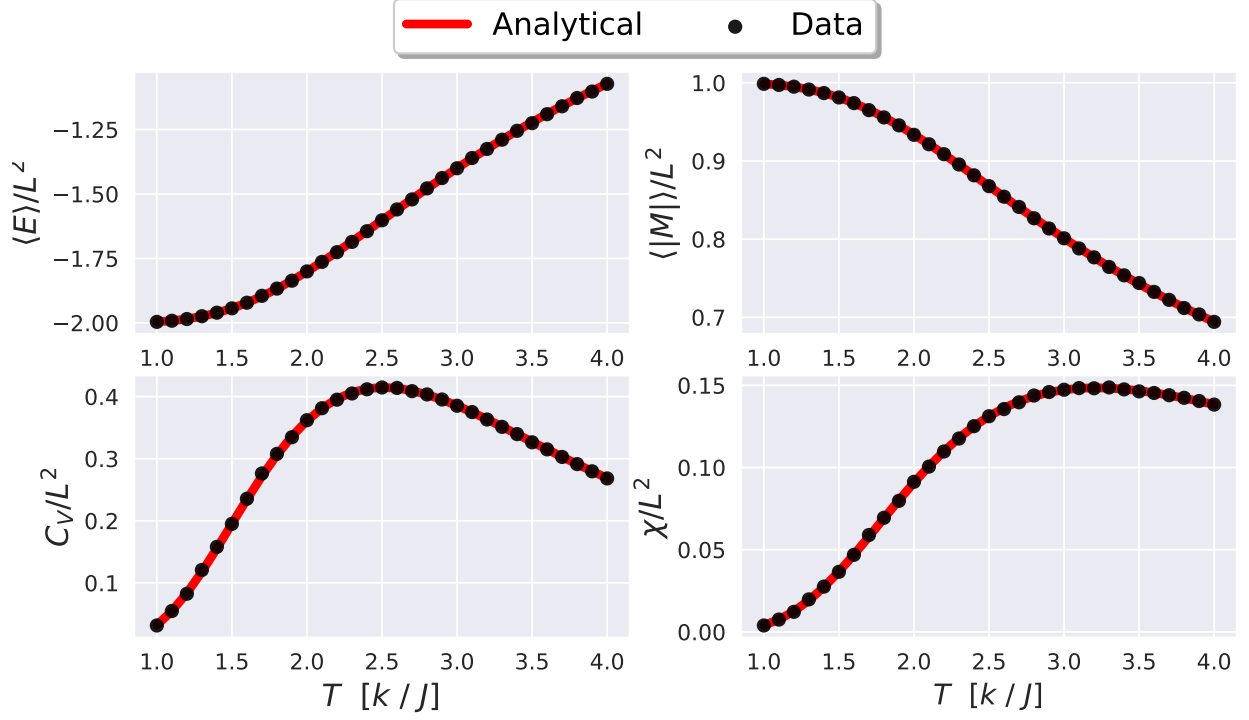 Analytical Data
⟨E⟩/L²
−1.25
−1.50
−1.75
−2.00
1.0 1.5 2.0 2.5 3.0 3.5 4.0
⟨|M|⟩/L²
1.0
0.9
0.8
0.7
1.0 1.5 2.0 2.5 3.0 3.5 4.0
C_V/L²
0.4
0.3
0.2
0.1
1.0 1.5 2.0 2.5 3.0 3.5 4.0
T [k / J]
χ/L²
0.15
0.10
0.05
0.00
1.0 1.5 2.0 2.5 3.0 3.5 4.0
T [k / J]